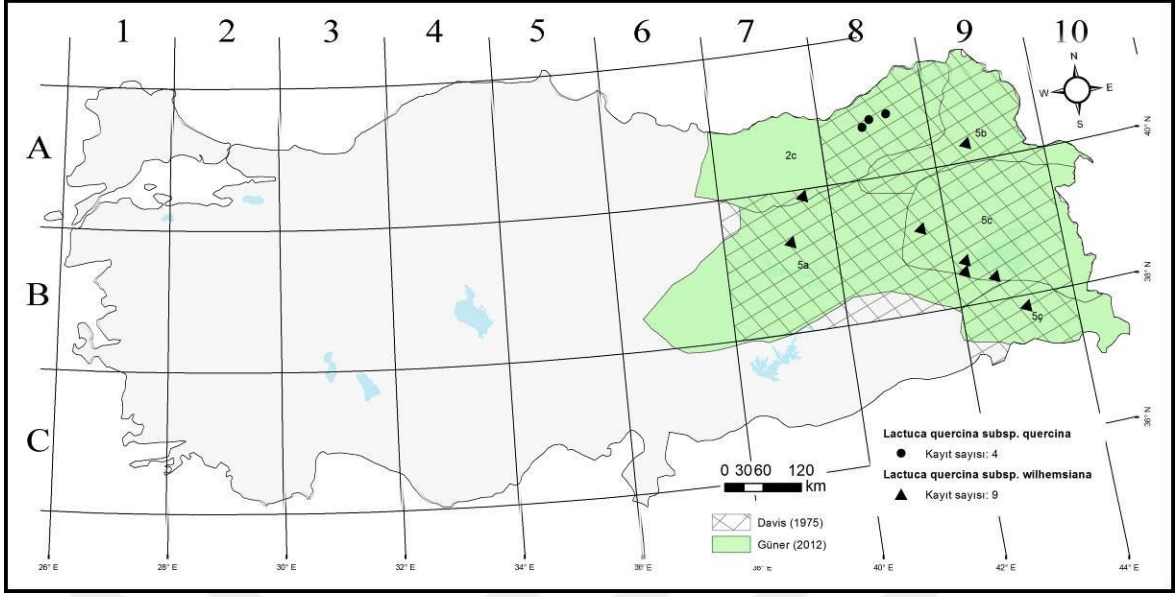 1 2 3 4 5 6 7 8 9 10
N
W E
S
A
B
C
40° N
38° N
36° N
2c
5b
5c
5a
5ç
Lactuca quercina subsp. quercina
Kayıt sayısı: 4
Lactuca quercina subsp. wilhemsiana
Kayıt sayısı: 9
0 30 60 120
km
Davis (1975)
Güner (2012)
26° E 28° E 30° E 32° E 34° E 36° E 38° E 40° E 42° E 44° E